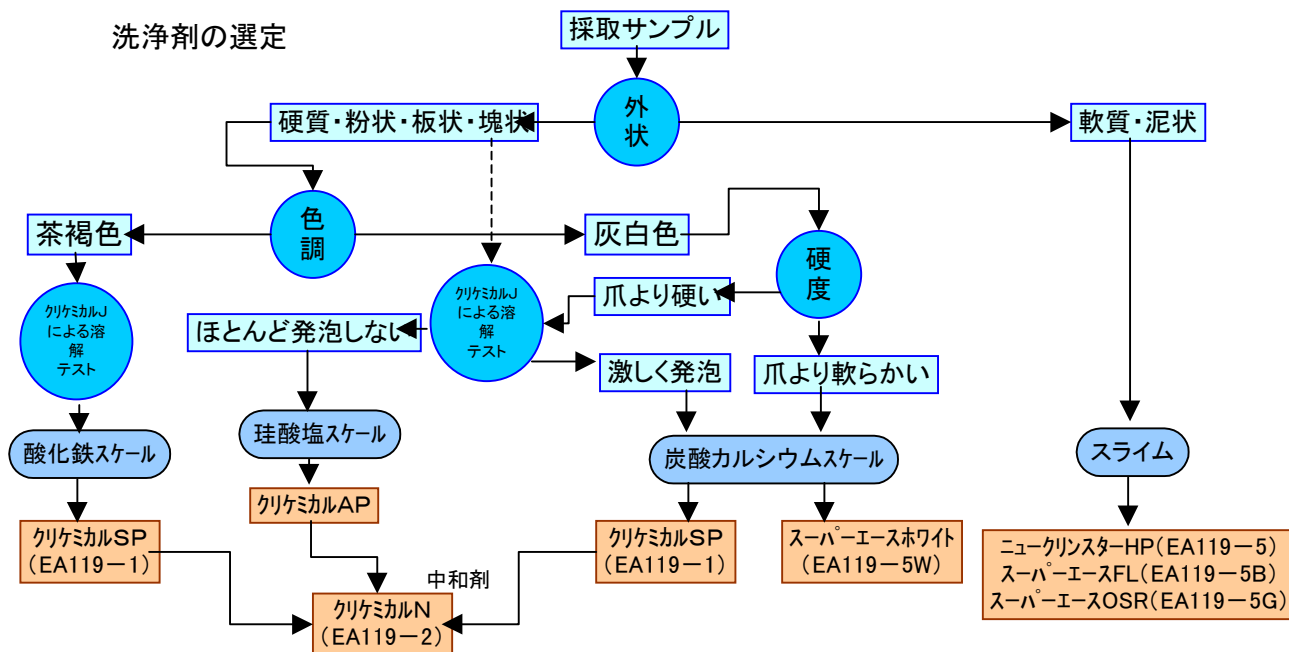 洗浄剤の選定
採取サンプル
外
状
硬質・粉状・板状・塊状
軟質・泥状
色
調
茶褐色
灰白色
硬
度
クリケミカルJ
による溶
解
テスト
クリケミカルJ
による溶
解
テスト
爪より硬い
ほとんど発泡しない
激しく発泡
爪より軟らかい
酸化鉄スケール
珪酸塩スケール
炭酸カルシウムスケール
スライム
クリケミカルAP
クリケミカルSP
(EA119－1)
クリケミカルSP
(EA119－1)
スーパーエースホワイト
(EA119－5W)
ニュークリンスターHP(EA119－5)
スーパーエースFL(EA119－5B)
スーパーエースOSR(EA119－5G)
中和剤
クリケミカルN
(EA119－2)